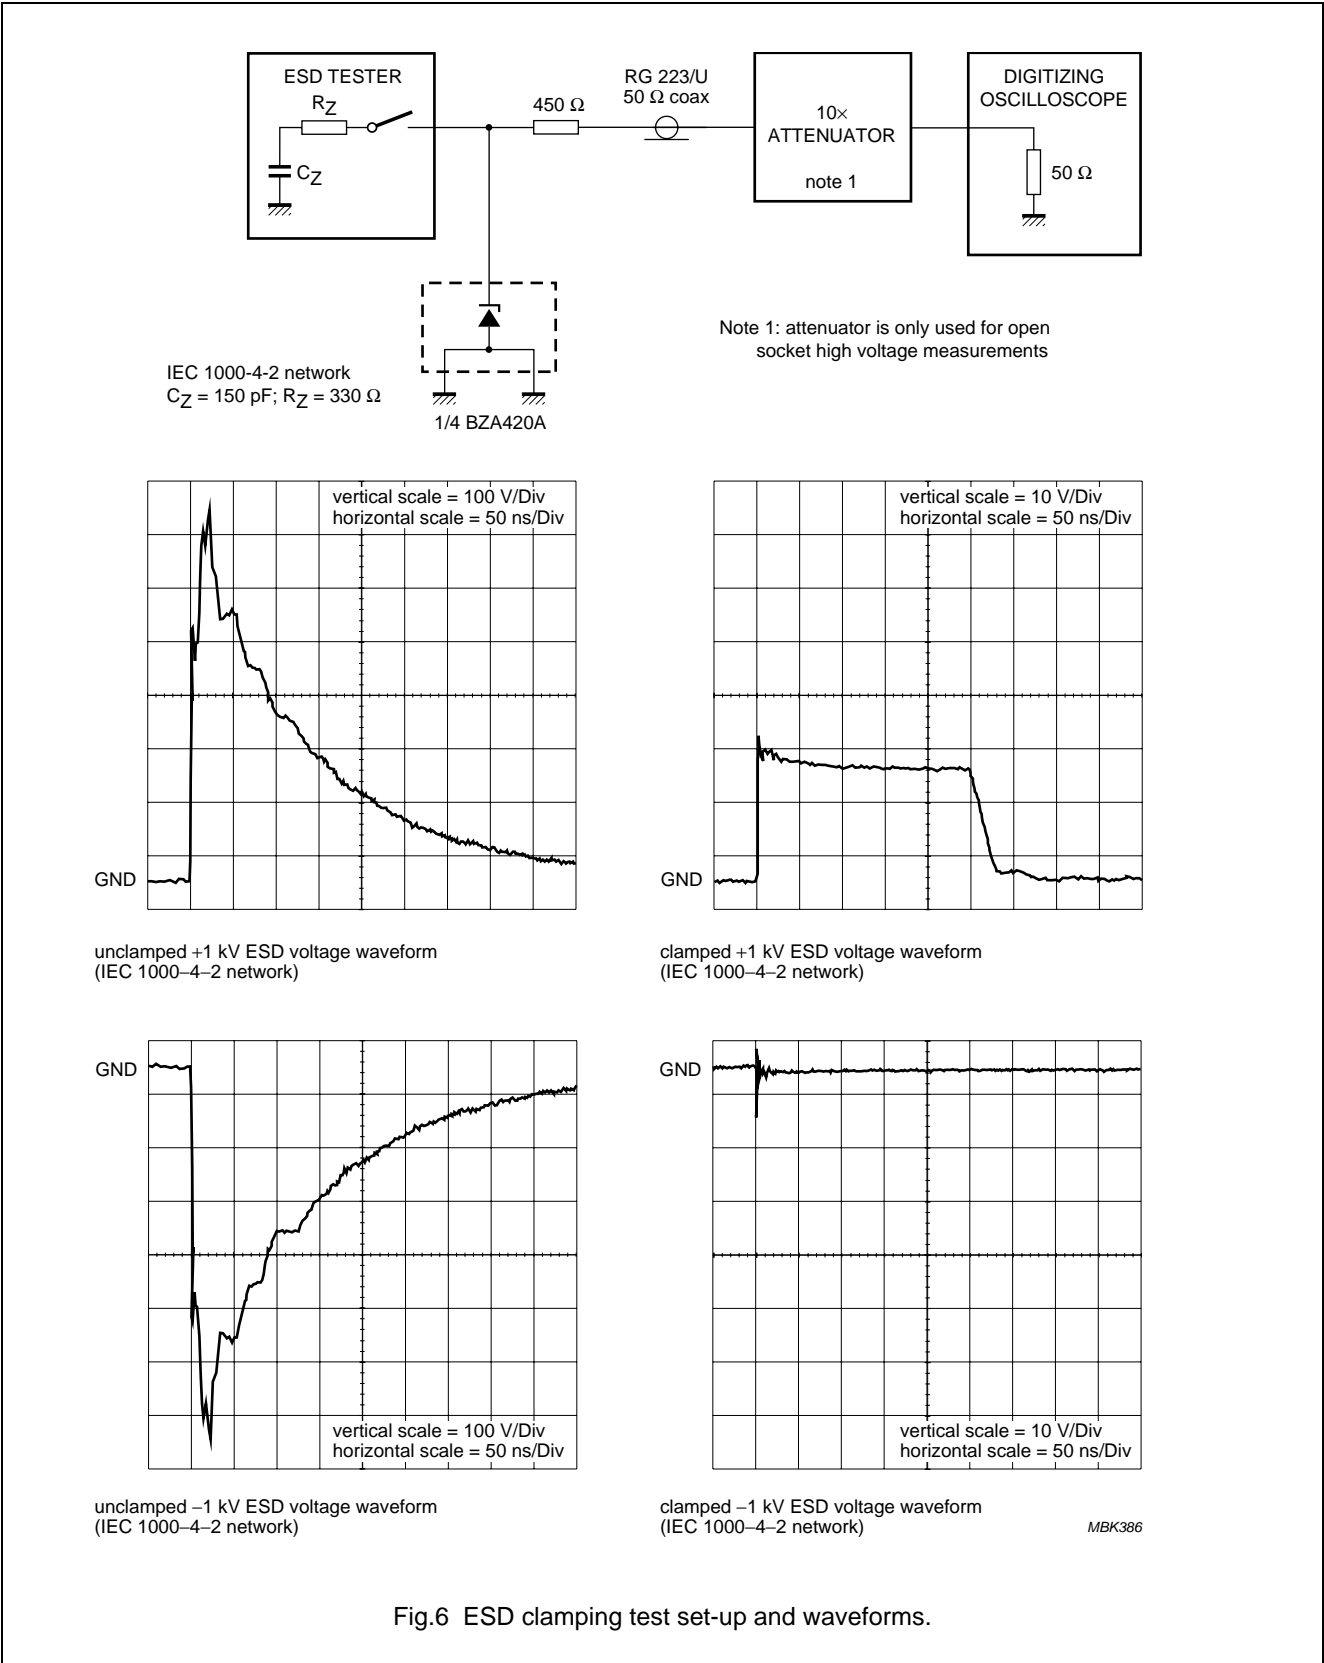 ESD TESTER
RZ
CZ
450 Ω
RG 223/U
50 Ω coax
10×
ATTENUATOR
note 1
DIGITIZING
OSCILLOSCOPE
50 Ω
IEC 1000-4-2 network
CZ = 150 pF; RZ = 330 Ω
1/4 BZA420A
Note 1: attenuator is only used for open
socket high voltage measurements
vertical scale = 100 V/Div
horizontal scale = 50 ns/Div
GND
unclamped +1 kV ESD voltage waveform
(IEC 1000−4−2 network)
vertical scale = 10 V/Div
horizontal scale = 50 ns/Div
GND
clamped +1 kV ESD voltage waveform
(IEC 1000−4−2 network)
GND
vertical scale = 100 V/Div
horizontal scale = 50 ns/Div
unclamped −1 kV ESD voltage waveform
(IEC 1000−4−2 network)
GND
vertical scale = 10 V/Div
horizontal scale = 50 ns/Div
clamped −1 kV ESD voltage waveform
(IEC 1000−4−2 network)
MBK386
Fig.6 ESD clamping test set-up and waveforms.